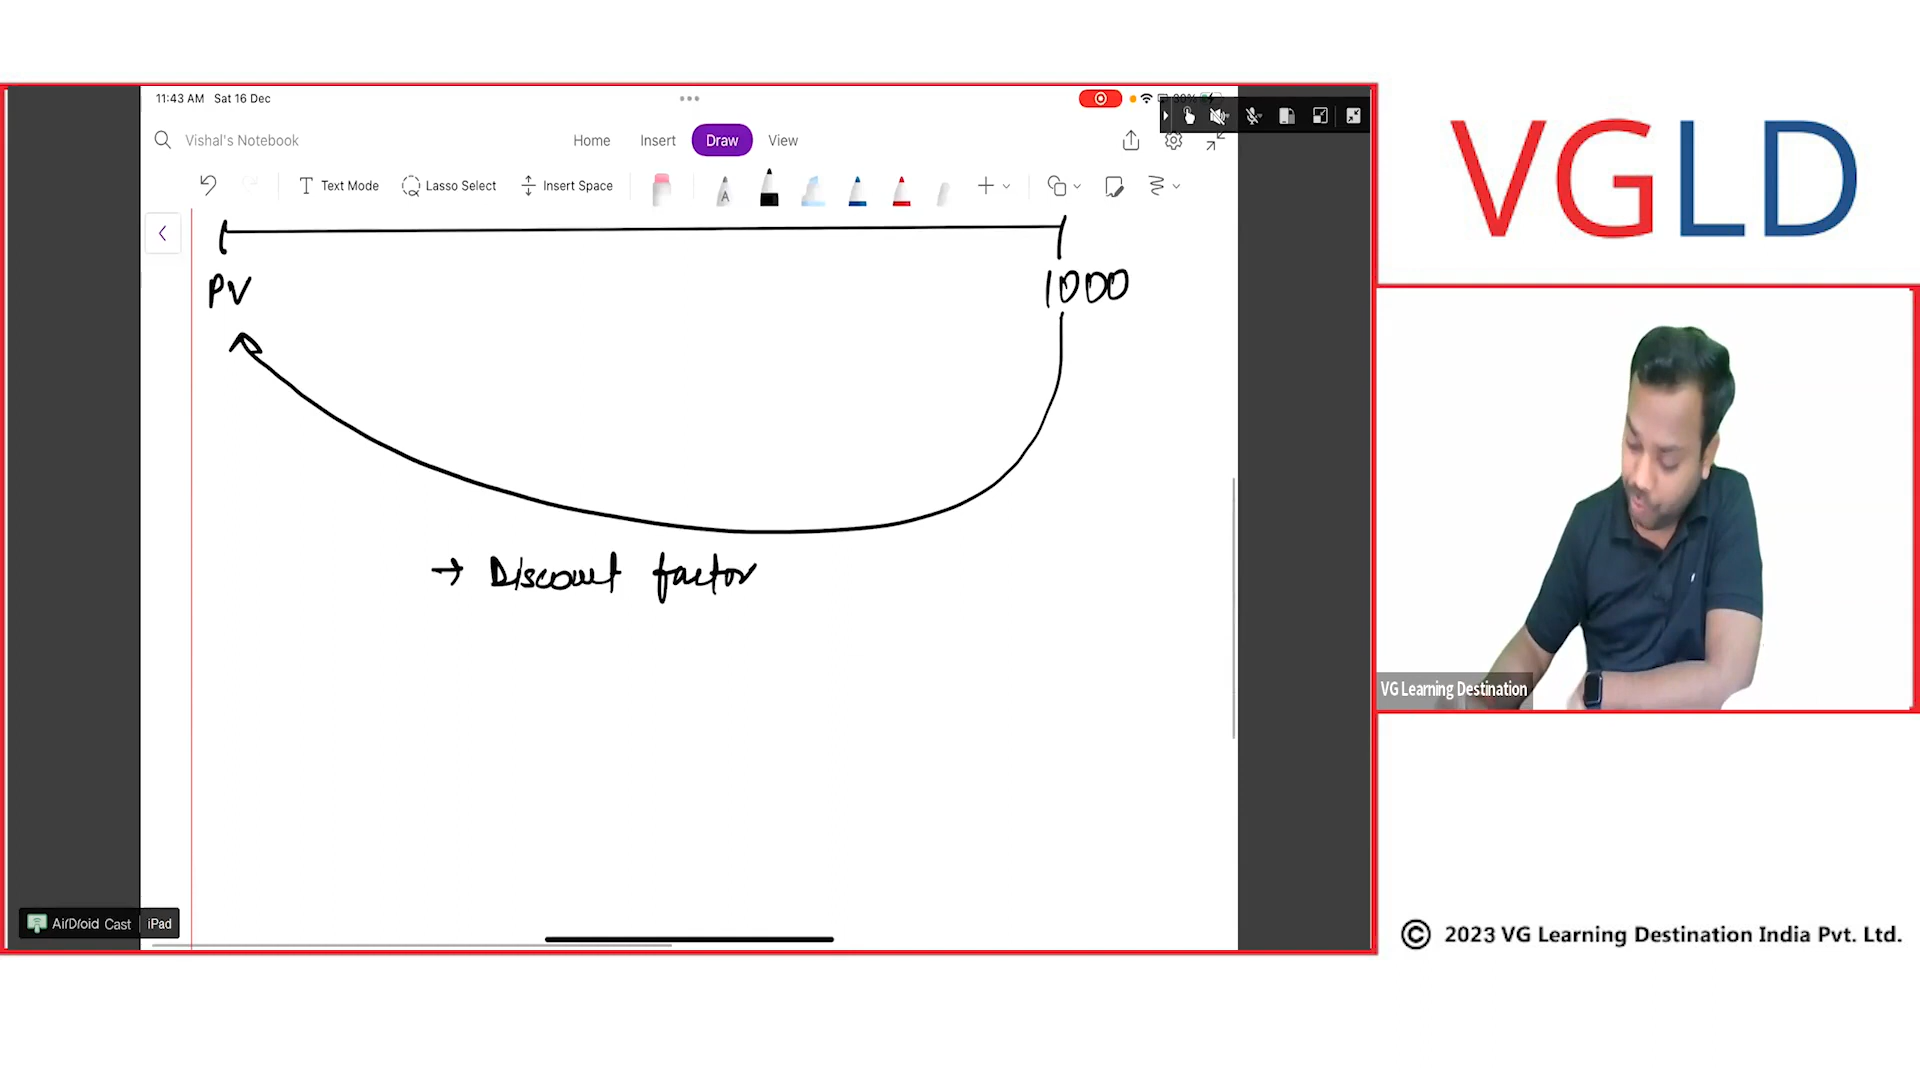 11:43 AM Sat 16 Dec
30%
Vishal's Notebook
Home Insert Draw View
Text Mode Lasso Select Insert Space
A
PV
1000
→ Discount factor
VGLD
VG Learning Destination
AirDroid Cast iPad
© 2023 VG Learning Destination India Pvt. Ltd.